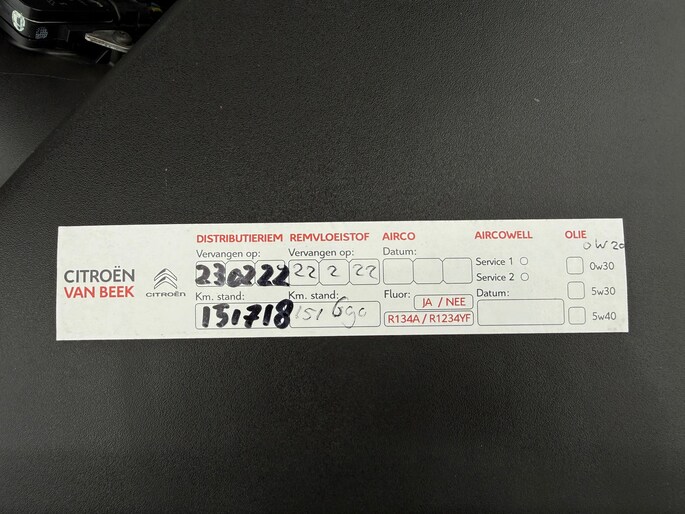 CITROËN
VAN BEEK
CITROËN
DISTRIBUTIERIEM
Vervangen op:
230222
Km. stand:
151718
REMVLOEISTOF
Vervangen op:
22 2 22
Km. stand:
151690
AIRCO
Datum:
Fluor: JA / NEE
R134A / R1234YF
AIRCOWELL
Service 1
Service 2
Datum:
OLIE
0W20
0w30
5w30
5w40